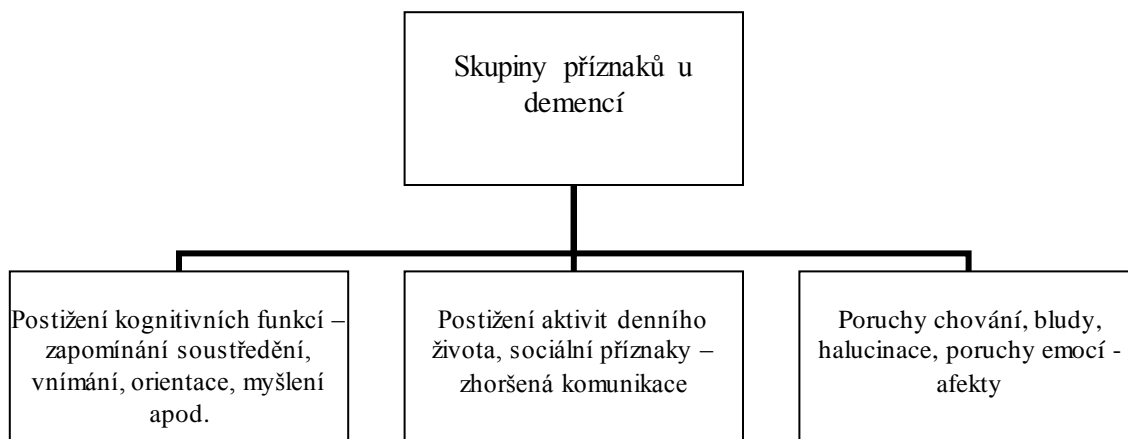 Skupiny příznaků u
demencí
Postižení kognitivních funkcí –
zapomínání soustředění,
vnímání, orientace, myšlení
apod.
Postižení aktivit denního
života, sociální příznaky –
zhoršená komunikace
Poruchy chování, bludy,
halucinace, poruchy emocí -
afekty